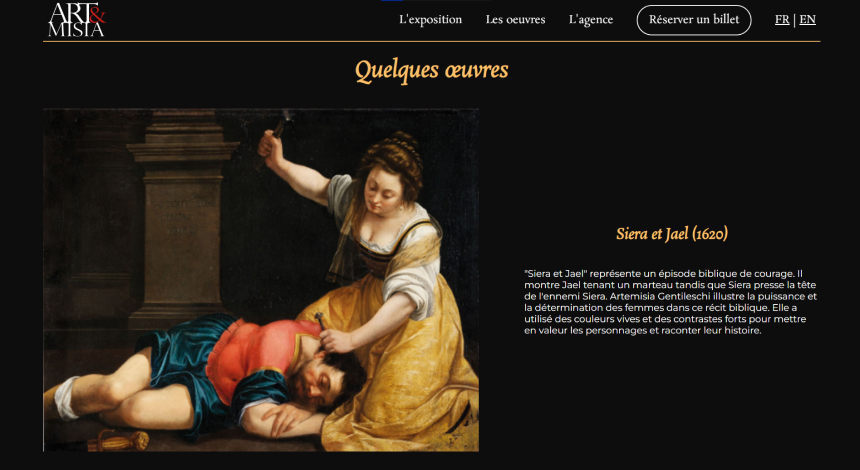 ART&
MISIA
L'exposition Les oeuvres L'agence Réserver un billet FR | EN
Quelques œuvres
Siera et Jael (1620)
"Siera et Jael" représente un épisode biblique de courage. Il
montre Jael tenant un marteau tandis que Siera presse la tête
de l'ennemi Siera. Artemisia Gentileschi illustre la puissance et
la détermination des femmes dans ce récit biblique. Elle a
utilisé des couleurs vives et des contrastes forts pour mettre
en valeur les personnages et raconter leur histoire.